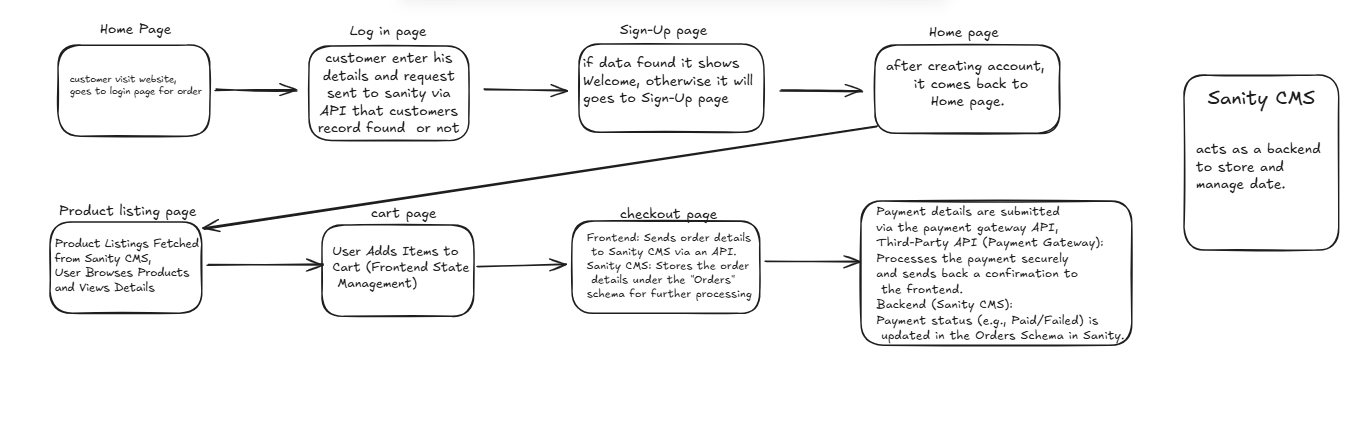 Home Page
customer visit website,
goes to login page for order
Log in page
customer enter his
details and request
sent to sanity via
API that customers
record found or not
Sign-Up page
if data found it shows
Welcome, otherwise it will
goes to Sign-Up page
Home page
after creating account,
it comes back to
Home page.
Sanity CMS
acts as a backend
to store and
manage date.
Product listing page
Product Listings Fetched
from Sanity CMS,
User Browses Products
and Views Details
cart page
User Adds Items to
Cart (Frontend State
Management)
checkout page
Frontend: Sends order details
to Sanity CMS via an API.
Sanity CMS: Stores the order
details under the "Orders"
schema for further processing
Payment details are submitted
via the payment gateway API,
Third-Party API (Payment Gateway):
Processes the payment securely
and sends back a confirmation to
the frontend.
Backend (Sanity CMS):
Payment status (e.g., Paid/Failed) is
updated in the Orders Schema in Sanity.